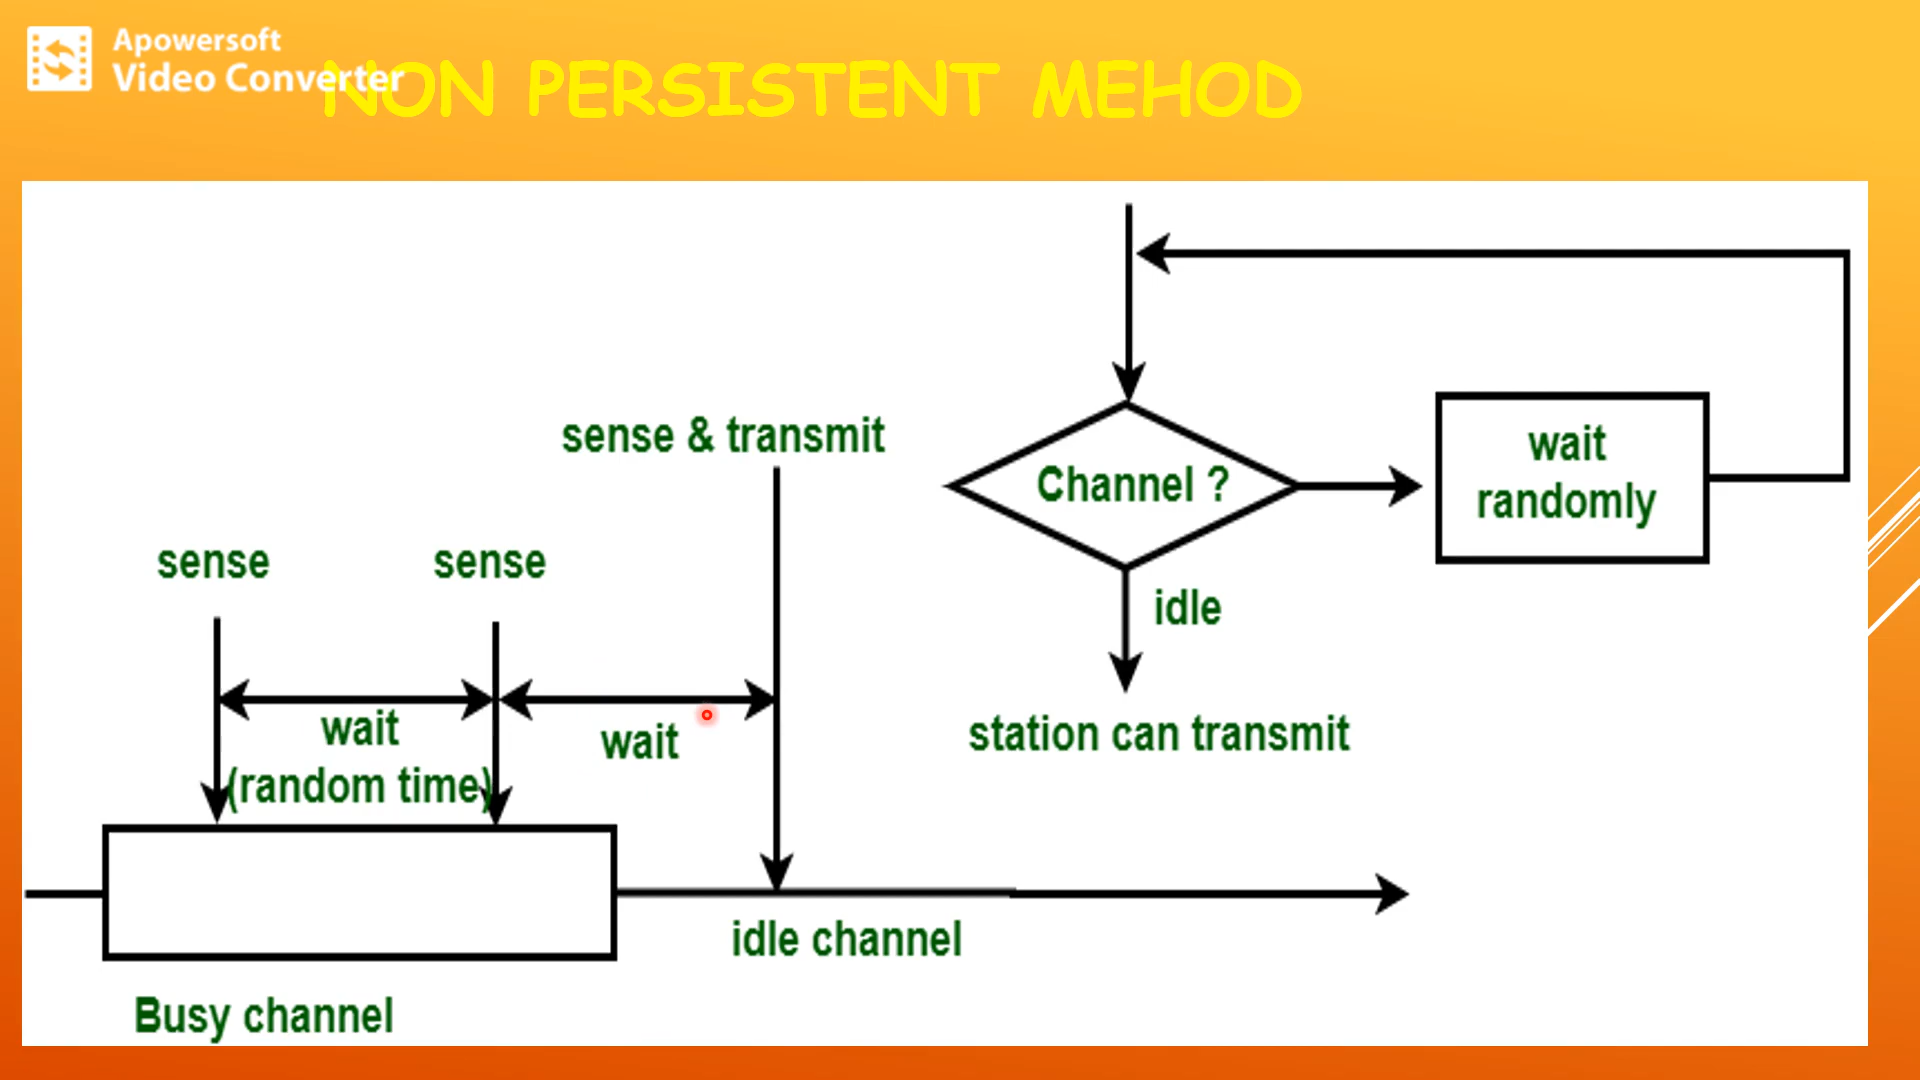 Apowersoft
Video Converter
NON PERSISTENT MEHOD
sense & transmit
sense
sense
wait
(random time)
wait
idle channel
Busy channel
Channel ?
wait
randomly
idle
station can transmit